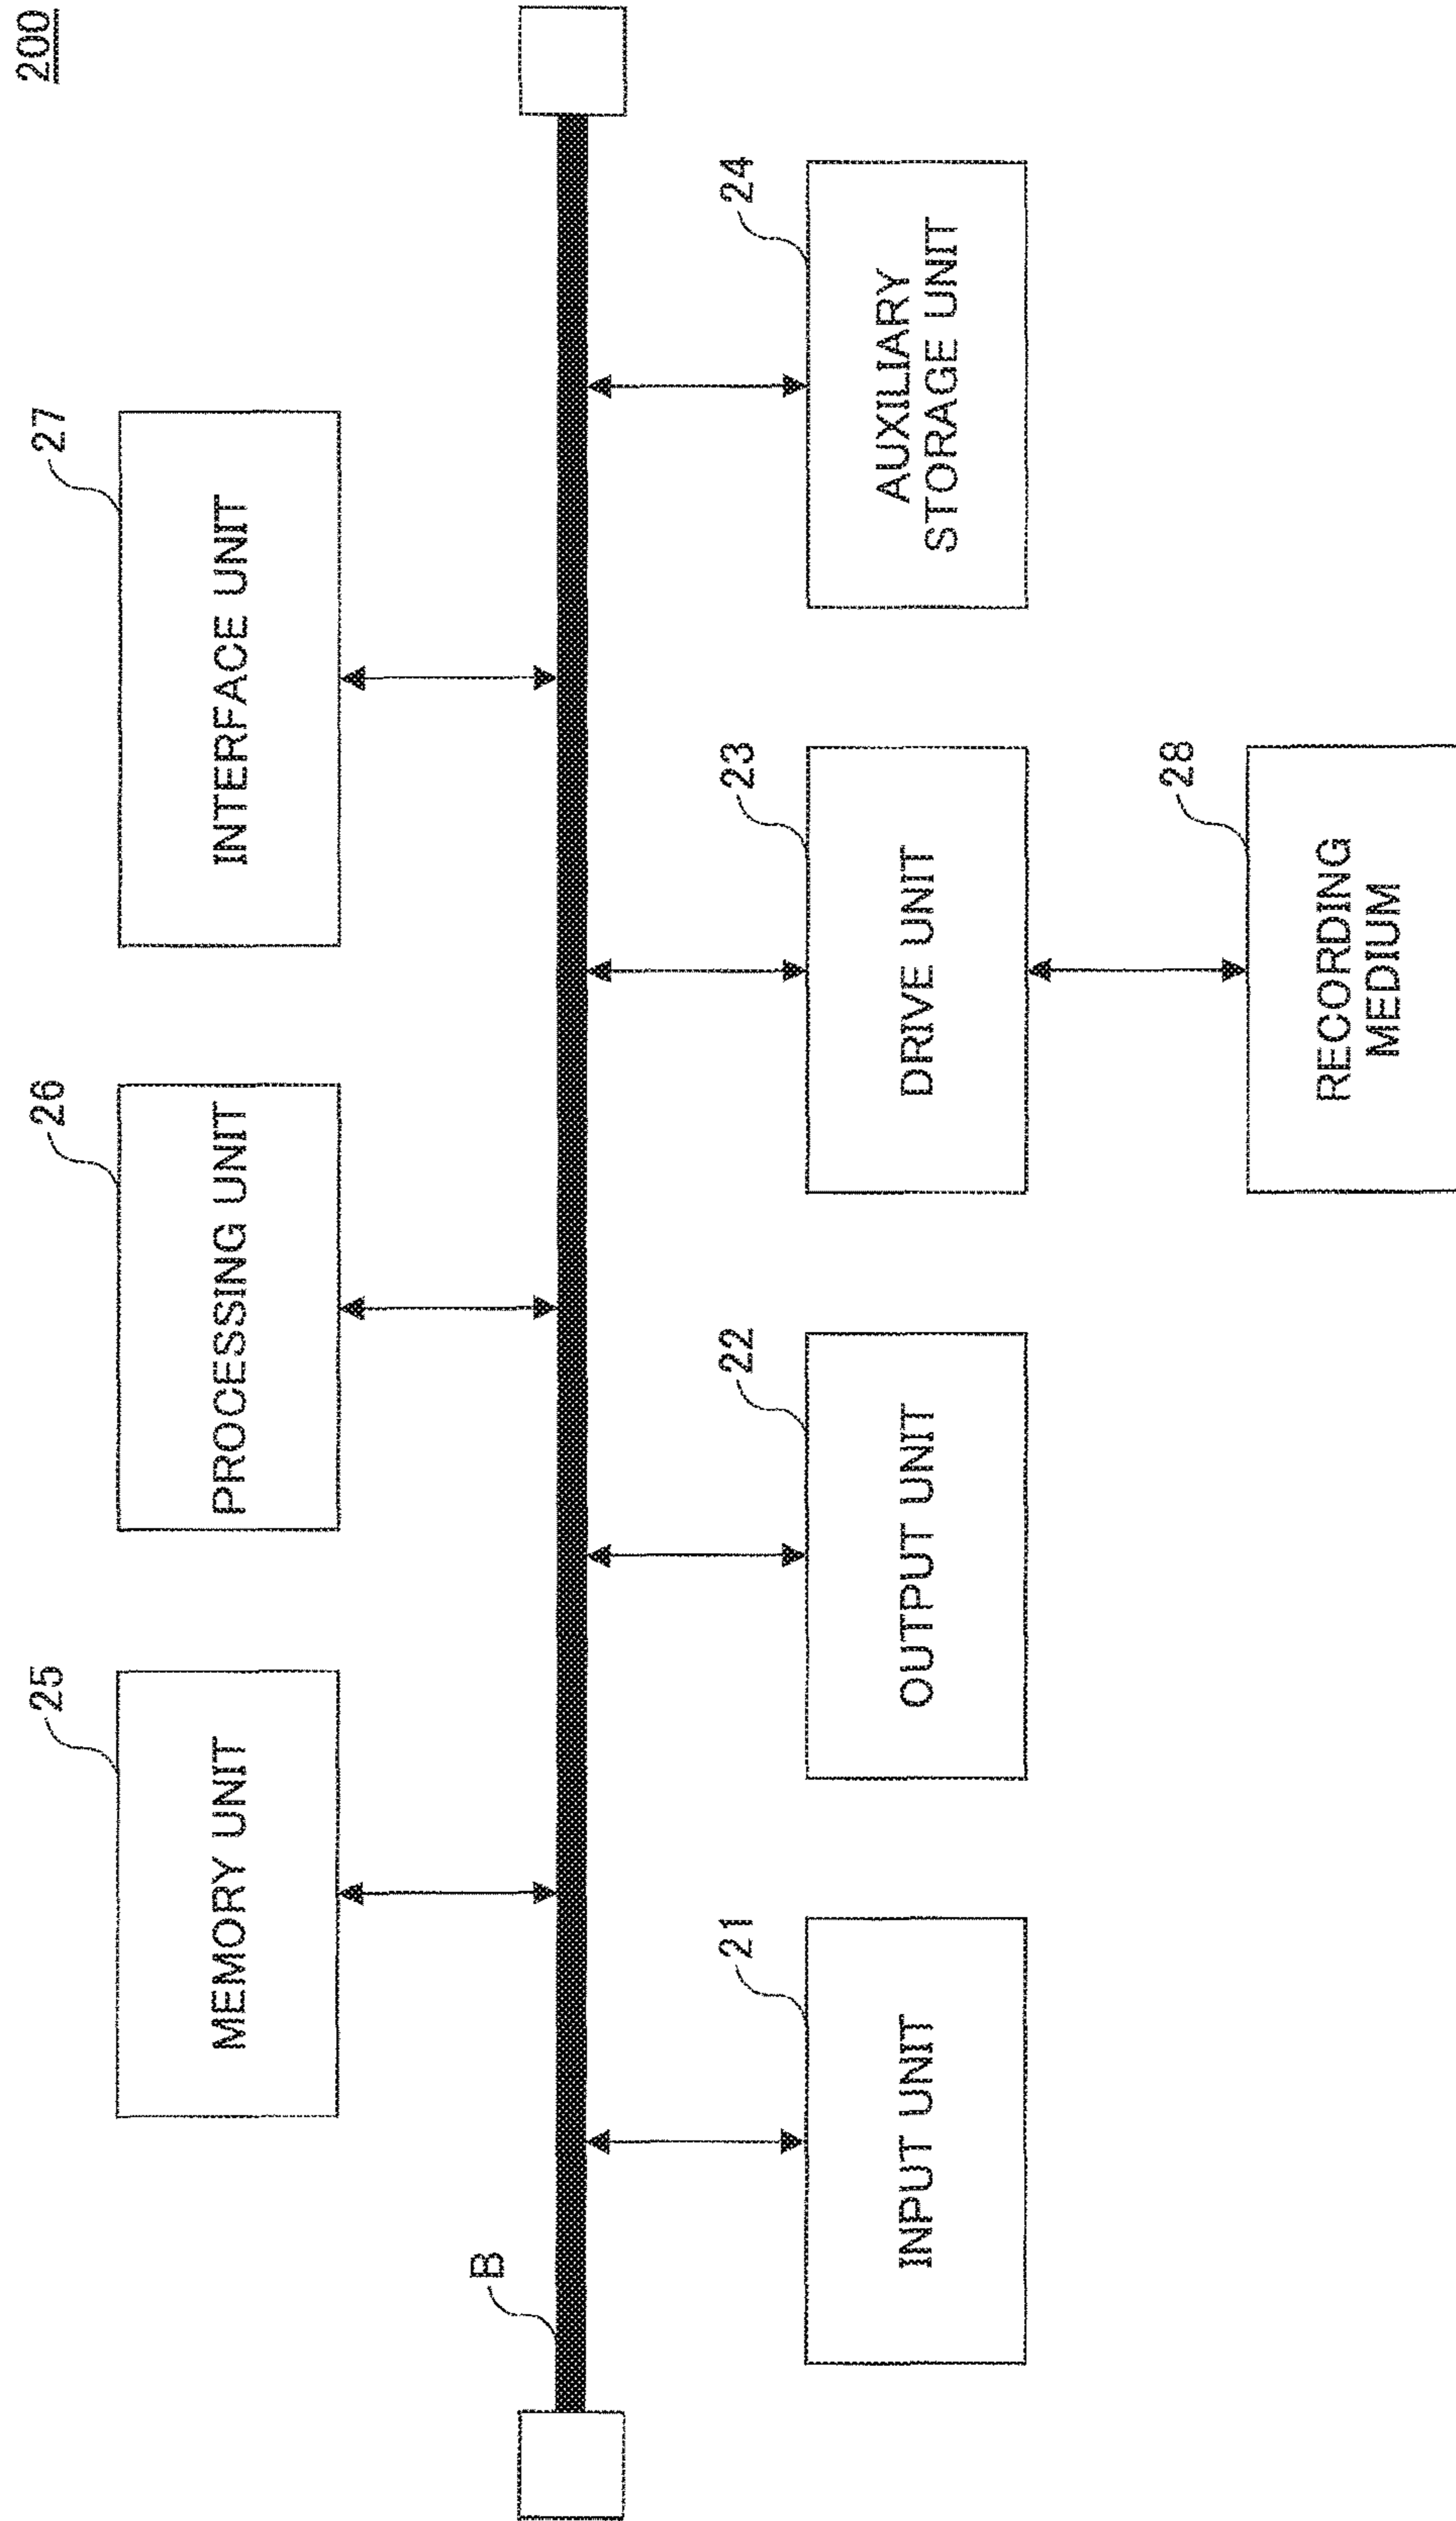 200
25
MEMORY UNIT
26
PROCESSING UNIT
27
INTERFACE UNIT
B
21
INPUT UNIT
22
OUTPUT UNIT
23
DRIVE UNIT
24
AUXILIARY
STORAGE UNIT
28
RECORDING
MEDIUM